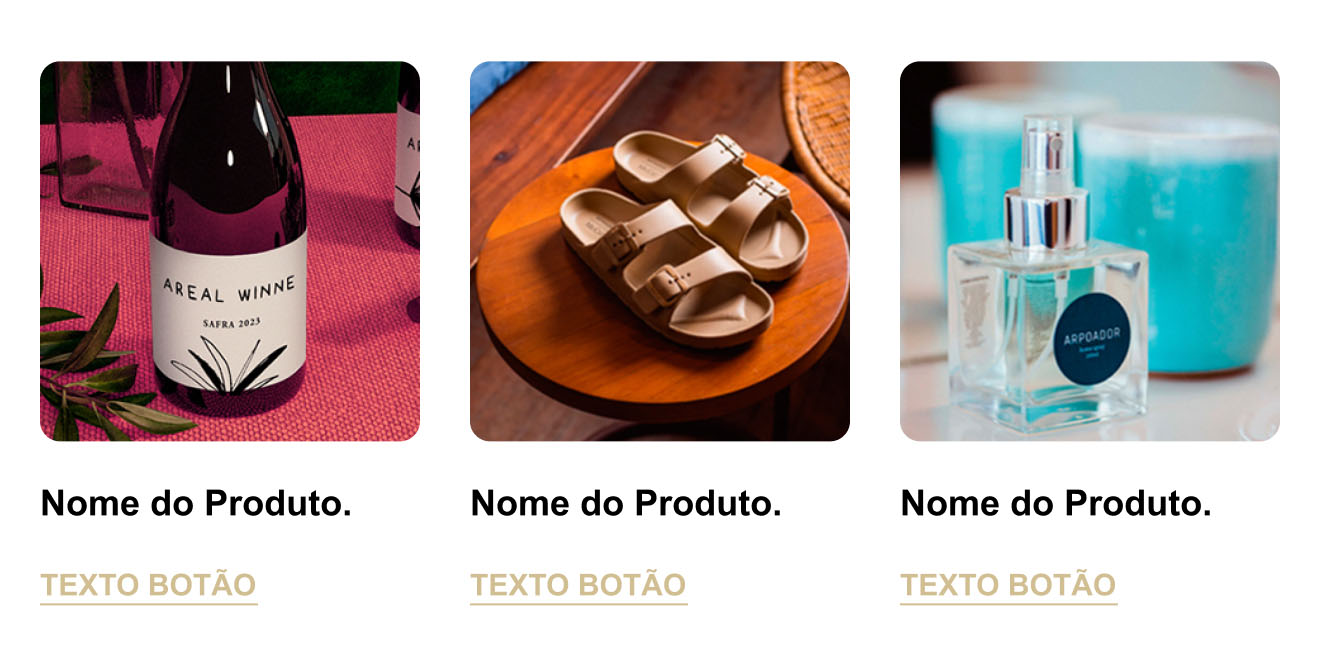 AREAL WINNE
SAFRA 2023
ARPOADOR
Nome do Produto.
Nome do Produto.
Nome do Produto.
TEXTO BOTÃO
TEXTO BOTÃO
TEXTO BOTÃO